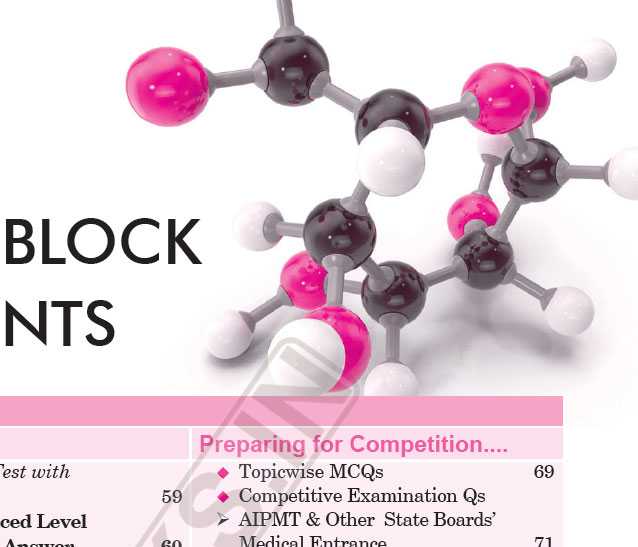 BLOCK
NTS
Test with
59
ced Level
Answer
60
Preparing for Competition....
◆ Topicwise MCQs 69
◆ Competitive Examination Qs
➢ AIPMT & Other State Boards'
Medical Entrance 71
S.IN